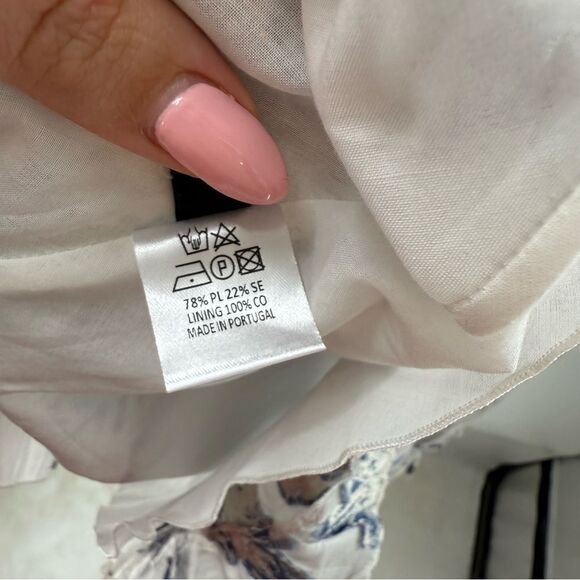 P
78% PL 22% SE
LINING 100% CO
MADE IN PORTUGAL